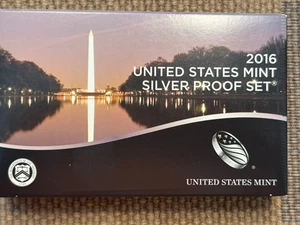 2016
UNITED STATES MINT
SILVER PROOF SET®
UNITED STATES MINT